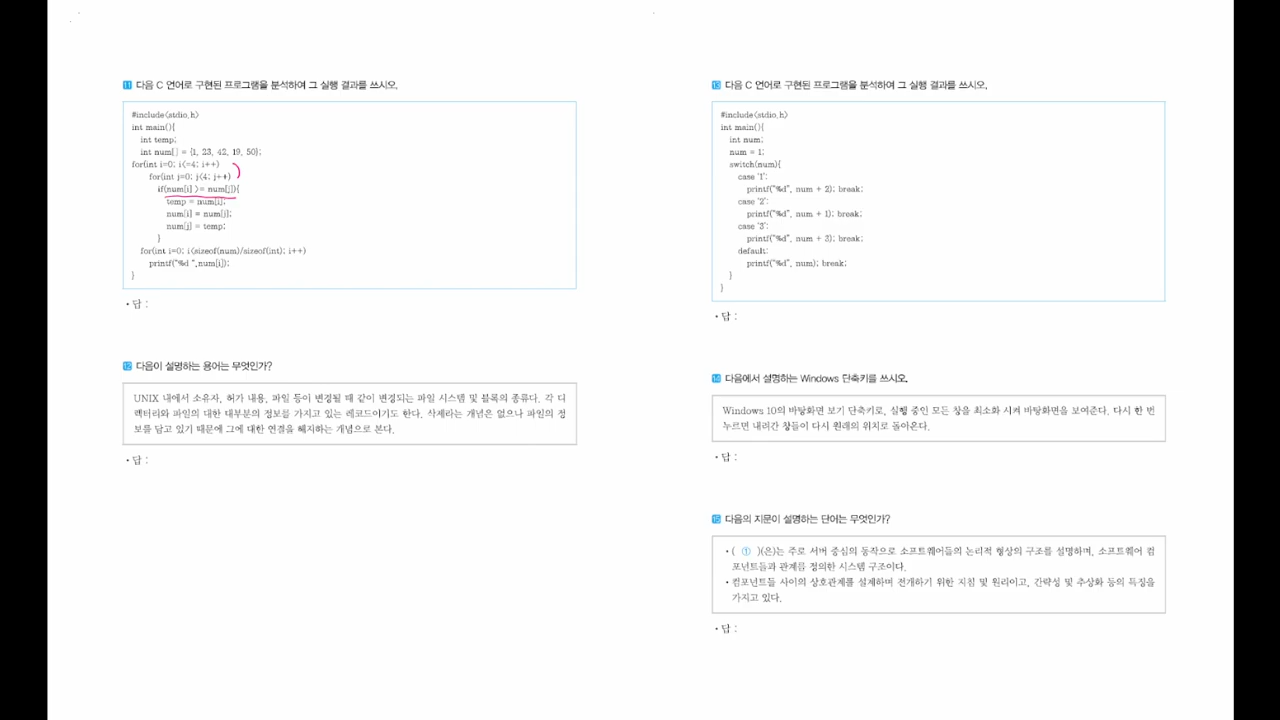 11 다음 C 언어로 구현된 프로그램을 분석하여 그 실행 결과를 쓰시오.
#include<stdio.h>
int main(){
int temp;
int num[ ] = {1, 23, 42, 19, 50};
for(int i=0; i<=4; i++)
for(int j=0; j<4; j++)
if(num[i] >= num[j]){
temp = num[i];
num[i] = num[j];
num[j] = temp;
}
for(int i=0; i<sizeof(num)/sizeof(int); i++)
printf("%d ",num[i]);
}
• 답 :
12 다음이 설명하는 용어는 무엇인가?
UNIX 내에서 소유자, 허가 내용, 파일 등이 변경될 때 같이 변경되는 파일 시스템 및 블록의 종류다. 각 디
렉터리와 파일의 대한 대부분의 정보를 가지고 있는 레코드이기도 한다. 삭제라는 개념은 없으나 파일의 정
보를 담고 있기 때문에 그에 대한 연결을 해지하는 개념으로 본다.
• 답 :
13 다음 C 언어로 구현된 프로그램을 분석하여 그 실행 결과를 쓰시오.
#include<stdio.h>
int main(){
int num;
num = 1;
switch(num){
case '1':
printf("%d", num + 2); break;
case '2':
printf("%d", num + 1); break;
case '3':
printf("%d", num + 3); break;
default:
printf("%d", num); break;
}
}
• 답 :
14 다음에서 설명하는 Windows 단축키를 쓰시오.
Windows 10의 바탕화면 보기 단축키로, 실행 중인 모든 창을 최소화 시켜 바탕화면을 보여준다. 다시 한 번
누르면 내려간 창들이 다시 원래의 위치로 돌아온다.
• 답 :
15 다음의 지문이 설명하는 단어는 무엇인가?
• ( ① )(은)는 주로 서버 중심의 동작으로 소프트웨어들의 논리적 형상의 구조를 설명하며, 소프트웨어 컴
포넌트들과 관계를 정의한 시스템 구조이다.
• 컴포넌트들 사이의 상호관계를 설계하며 전개하기 위한 지침 및 원리이고, 간략성 및 추상화 등의 특징을
가지고 있다.
• 답 :